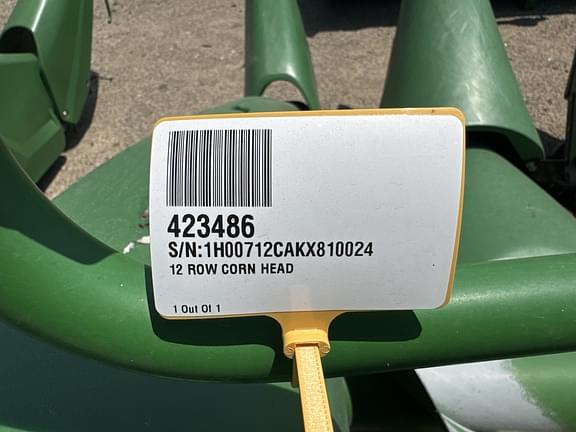 423486
S/N:1H00712CAKX810024
12 ROW CORN HEAD
1 Out Of 1